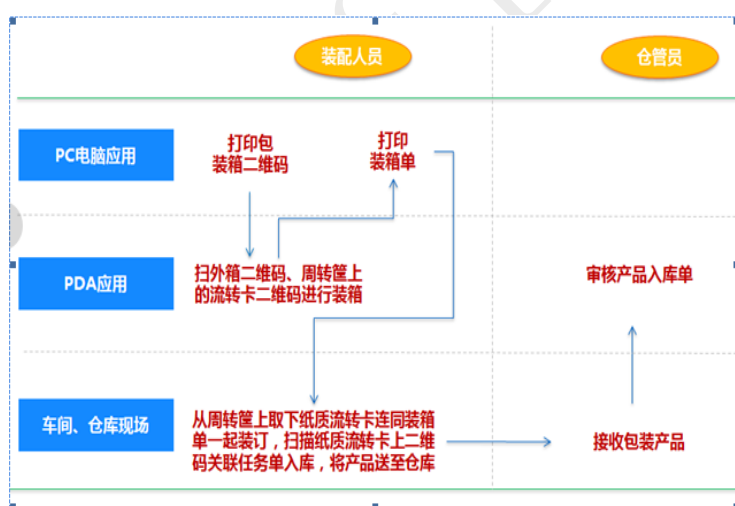 装配人员
仓管员
PC电脑应用
打印包
装箱二维码
打印
装箱单
PDA应用
扫外箱二维码、周转筐上
的流转卡二维码进行装箱
审核产品入库单
车间、仓库现场
从周转筐上取下纸质流转卡连同装箱
单一起装订，扫描纸质流转卡上二维
码关联任务单入库，将产品送至仓库
接收包装产品